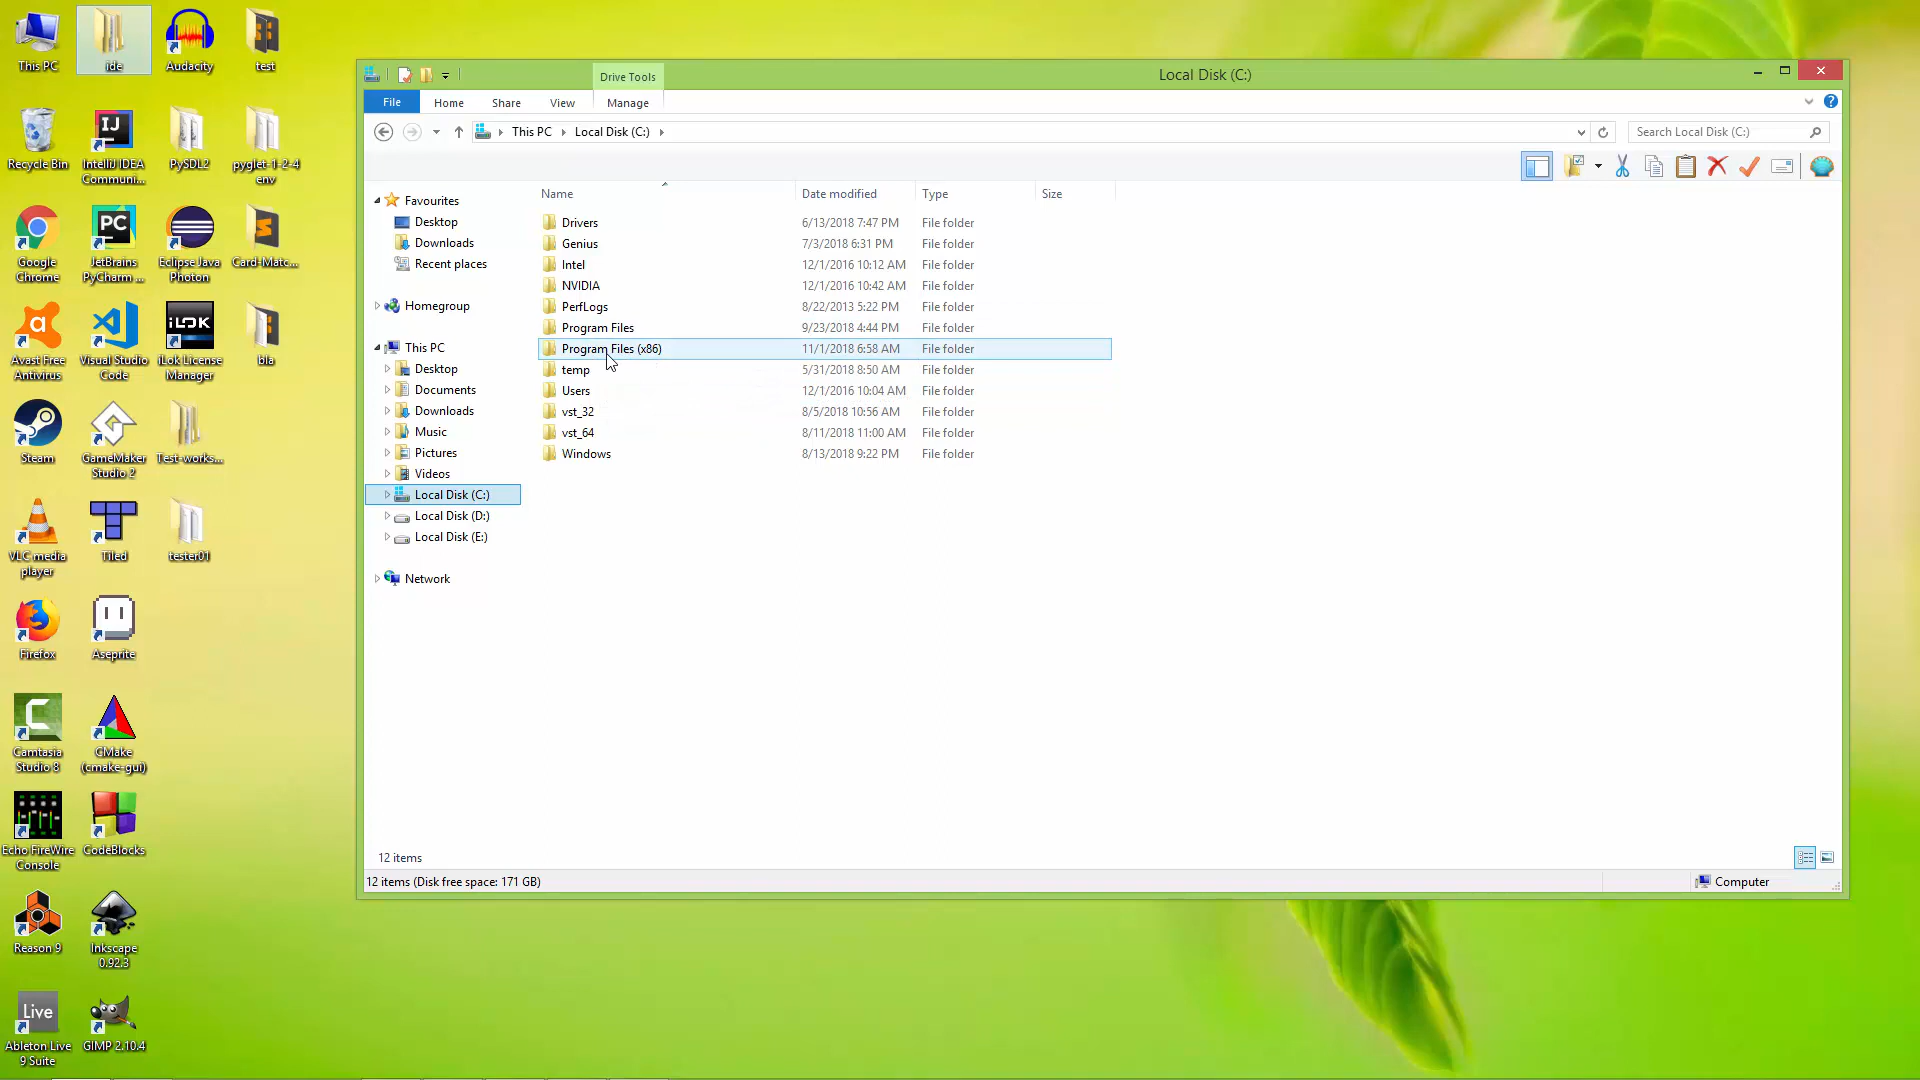 This PC
ide
Audacity
test
Recycle Bin
IntelliJ IDEA
Communi...
PySDL2
pyglet-1-2-4
env
Google
Chrome
JetBrains
PyCharm ...
Eclipse Java
Photon
Card-Matc...
Avast Free
Antivirus
Visual Studio
Code
iLOK
iLok License
Manager
bla
Steam
GameMaker
Studio 2
Test-works...
VLC media
player
Tiled
tester01
Firefox
Aseprite
Camtasia
Studio 8
CMake
(cmake-gui)
Echo FireWire
Console
CodeBlocks
Reason 9
Inkscape
0.92.3
Live
Ableton Live
9 Suite
GIMP 2.10.4
Drive Tools
Local Disk (C:)
File
Home
Share
View
Manage
This PC
Local Disk (C:)
Search Local Disk (C:)
Favourites
Desktop
Downloads
Recent places
Homegroup
This PC
Desktop
Documents
Downloads
Music
Pictures
Videos
Local Disk (C:)
Local Disk (D:)
Local Disk (E:)
Network
Name Date modified Type Size
Drivers 6/13/2018 7:47 PM File folder
Genius 7/3/2018 6:31 PM File folder
Intel 12/1/2016 10:12 AM File folder
NVIDIA 12/1/2016 10:42 AM File folder
PerfLogs 8/22/2013 5:22 PM File folder
Program Files 9/23/2018 4:44 PM File folder
Program Files (x86) 11/1/2018 6:58 AM File folder
temp 5/31/2018 8:50 AM File folder
Users 12/1/2016 10:04 AM File folder
vst_32 8/5/2018 10:56 AM File folder
vst_64 8/11/2018 11:00 AM File folder
Windows 8/13/2018 9:22 PM File folder
12 items
12 items (Disk free space: 171 GB)
Computer